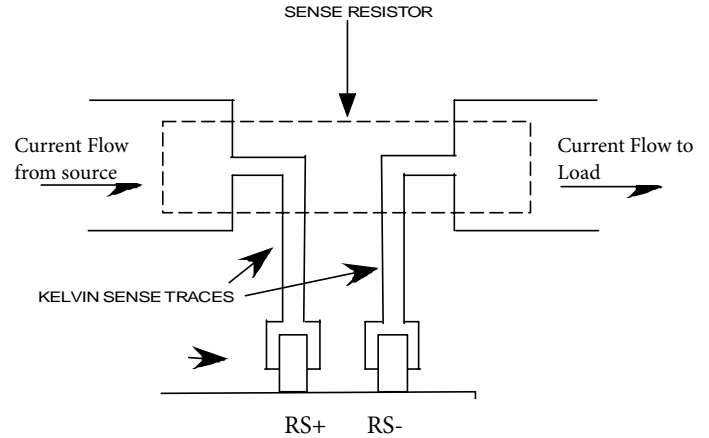 SENSE RESISTOR
Current Flow
from source
Current Flow to
Load
KELVIN SENSE TRACES
RS+
RS-